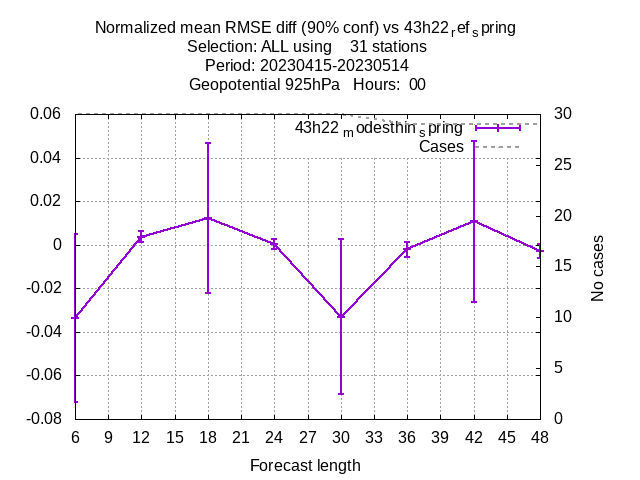 Normalized mean RMSE diff (90% conf) vs 43h22refspring
Selection: ALL using 31 stations
Period: 20230415-20230514
Geopotential 925hPa Hours: 00
43h22modesthinspring
Cases
0.06
0.04
0.02
0
-0.02
-0.04
-0.06
-0.08
30
25
20
15
10
5
0
No cases
6 9 12 15 18 21 24 27 30 33 36 39 42 45 48
Forecast length